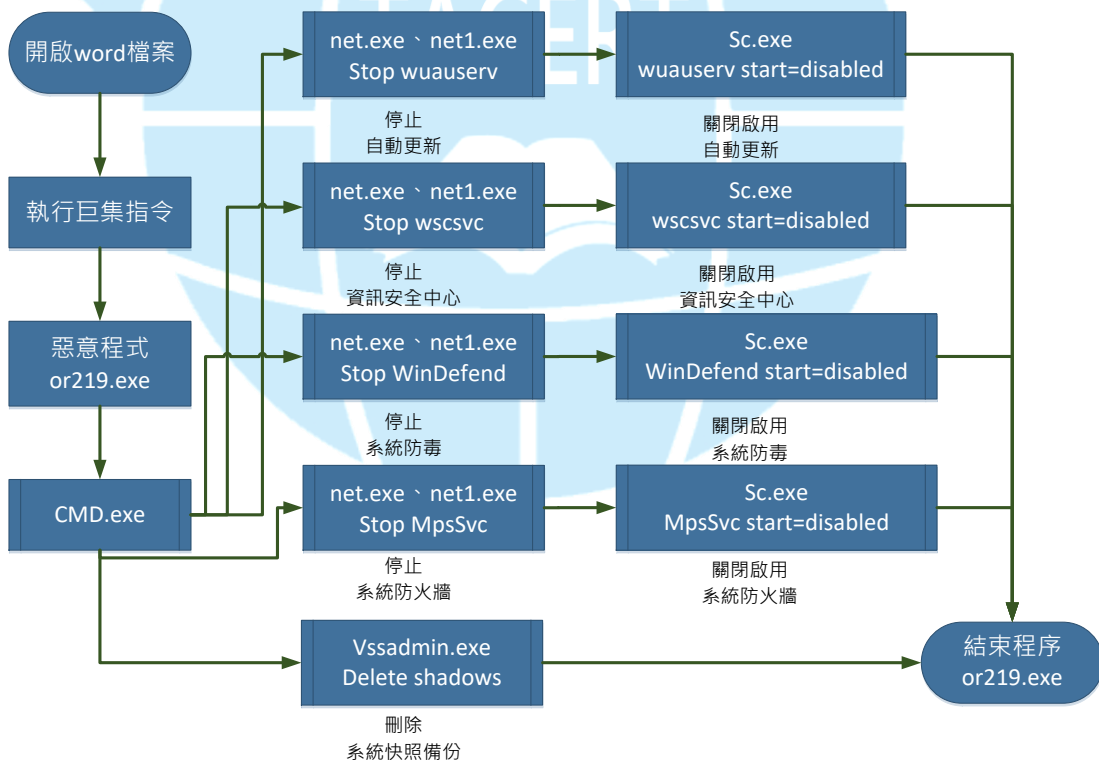 TACERT
開啟word檔案
net.exe、net1.exe
Stop wuauserv
Sc.exe
wuauserv start=disabled
停止
自動更新
關閉啟用
自動更新
執行巨集指令
net.exe、net1.exe
Stop wscsvc
Sc.exe
wscsvc start=disabled
停止
資訊安全中心
關閉啟用
資訊安全中心
惡意程式
or219.exe
net.exe、net1.exe
Stop WinDefend
Sc.exe
WinDefend start=disabled
停止
系統防毒
關閉啟用
系統防毒
CMD.exe
net.exe、net1.exe
Stop MpsSvc
Sc.exe
MpsSvc start=disabled
停止
系統防火牆
關閉啟用
系統防火牆
Vssadmin.exe
Delete shadows
結束程序
or219.exe
刪除
系統快照備份